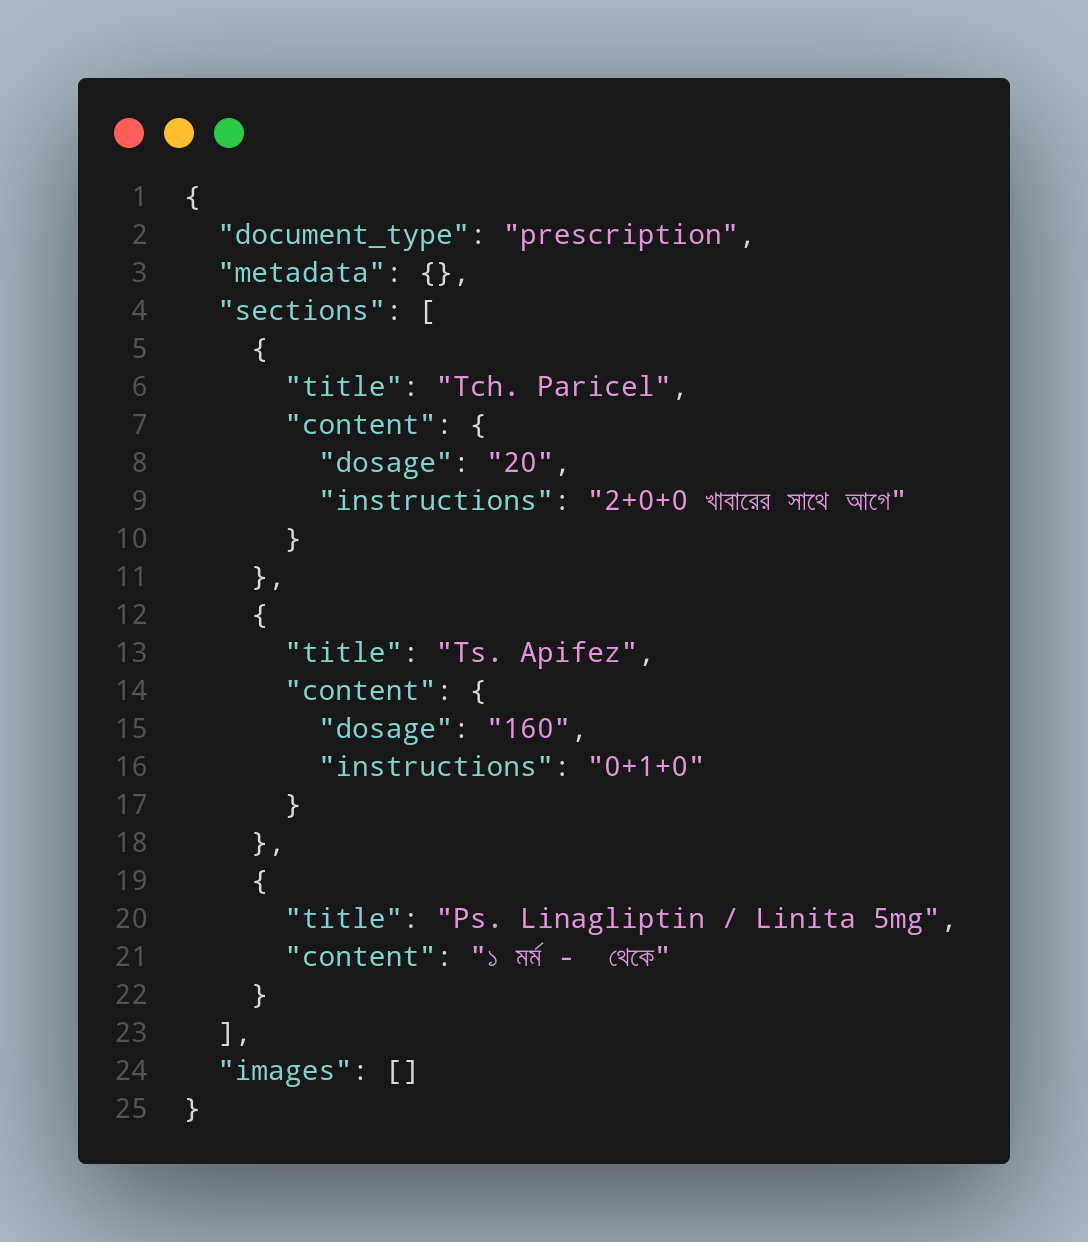 1 {
2 "document_type": "prescription",
3 "metadata": {},
4 "sections": [
5 {
6 "title": "Tch. Paricel",
7 "content": {
8 "dosage": "20",
9 "instructions": "2+0+0 খাবারের সাথে আগে"
10 }
11 },
12 {
13 "title": "Ts. Apifez",
14 "content": {
15 "dosage": "160",
16 "instructions": "0+1+0"
17 }
18 },
19 {
20 "title": "Ps. Linagliptin / Linita 5mg",
21 "content": "১ মর্ম -  থেকে"
22 }
23 ],
24 "images": []
25 }